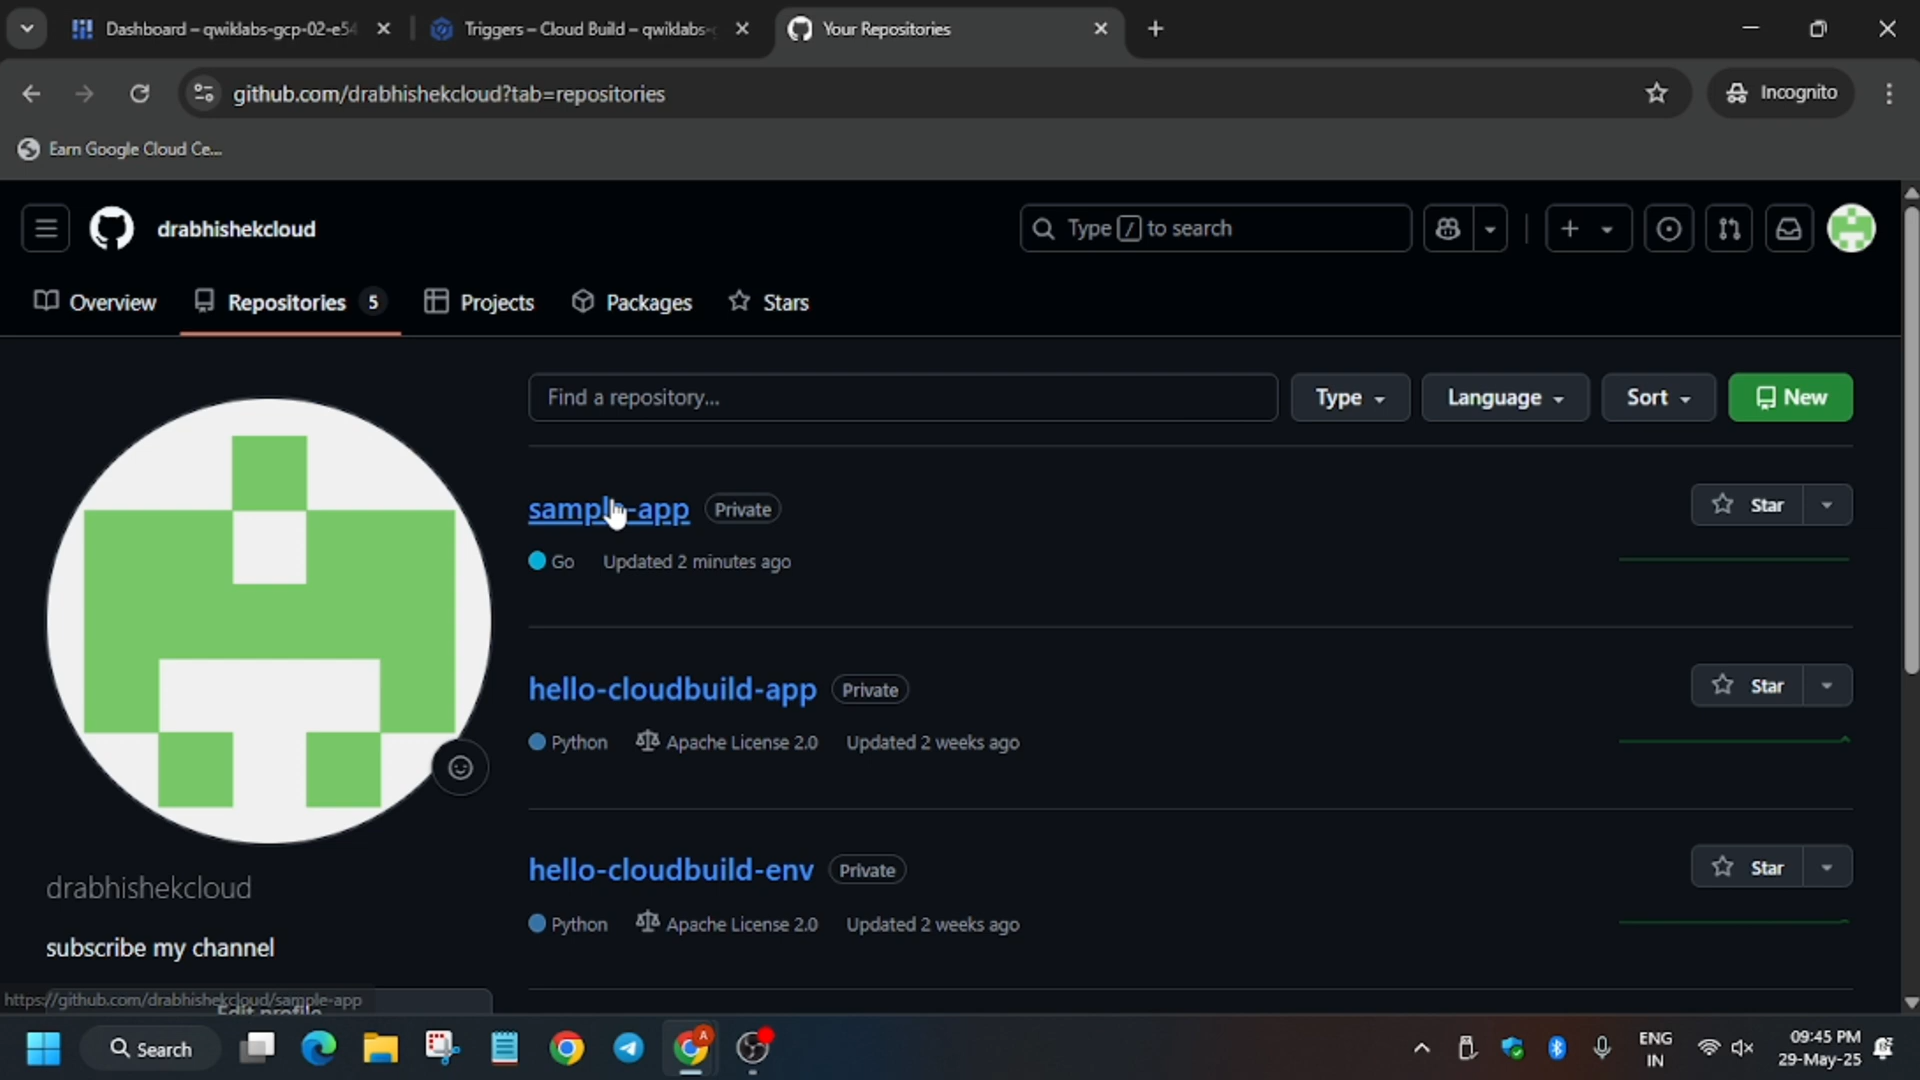 Dashboard – qwiklabs-gcp-02-e54
Triggers – Cloud Build – qwiklabs-g
Your Repositories
github.com/drabhishekcloud?tab=repositories
Incognito
Earn Google Cloud Ce...
drabhishekcloud
Type / to search
Overview
Repositories 5
Projects
Packages
Stars
Find a repository...
Type
Language
Sort
New
sample-app Private
Star
Go Updated 2 minutes ago
hello-cloudbuild-app Private
Star
Python Apache License 2.0 Updated 2 weeks ago
hello-cloudbuild-env Private
Star
Python Apache License 2.0 Updated 2 weeks ago
drabhishekcloud
subscribe my channel
Edit profile
https://github.com/drabhishekcloud/sample-app
Search
A
ENG
IN
09:45 PM
29-May-25